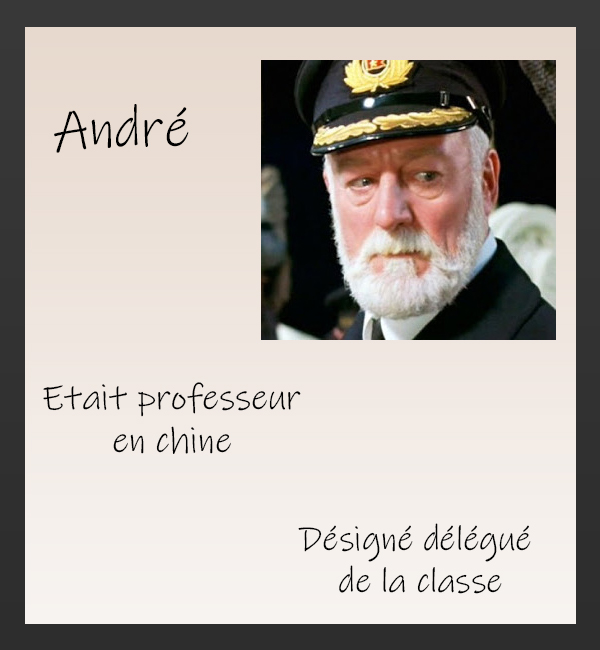 André
Etait professeur
en chine
Désigné délégué
de la classe